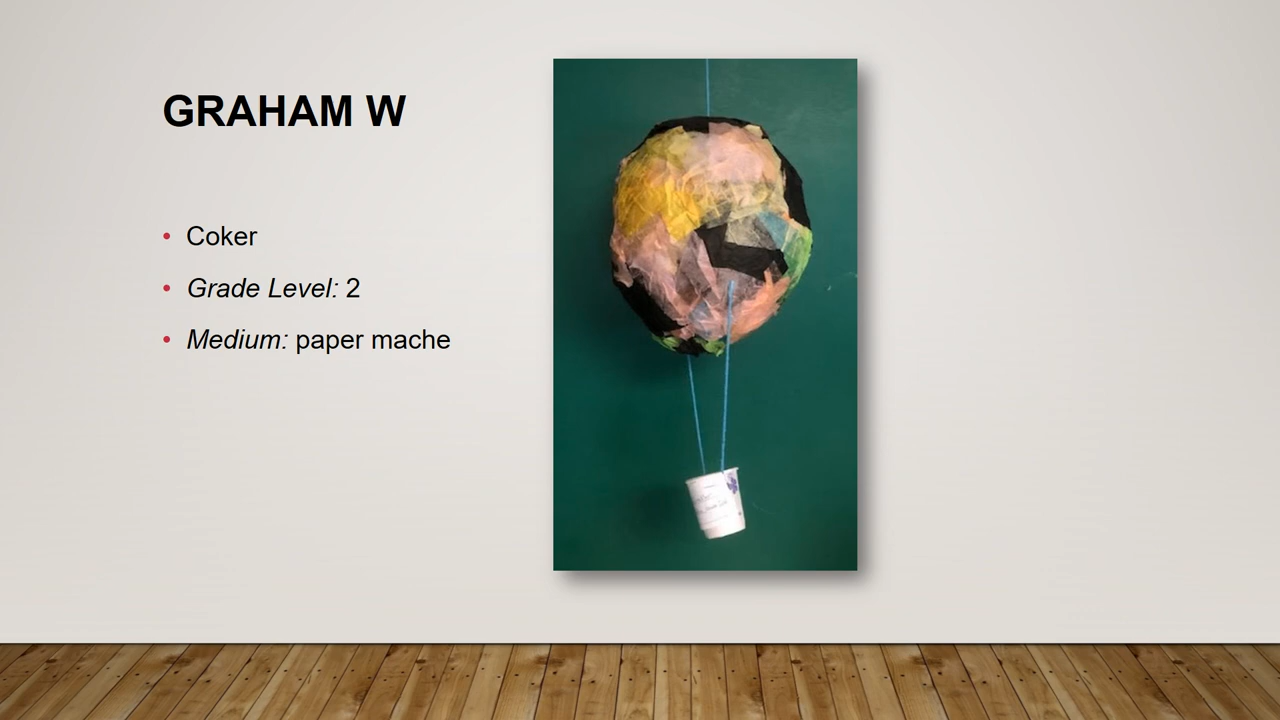 GRAHAM W
• Coker
• Grade Level: 2
• Medium: paper mache